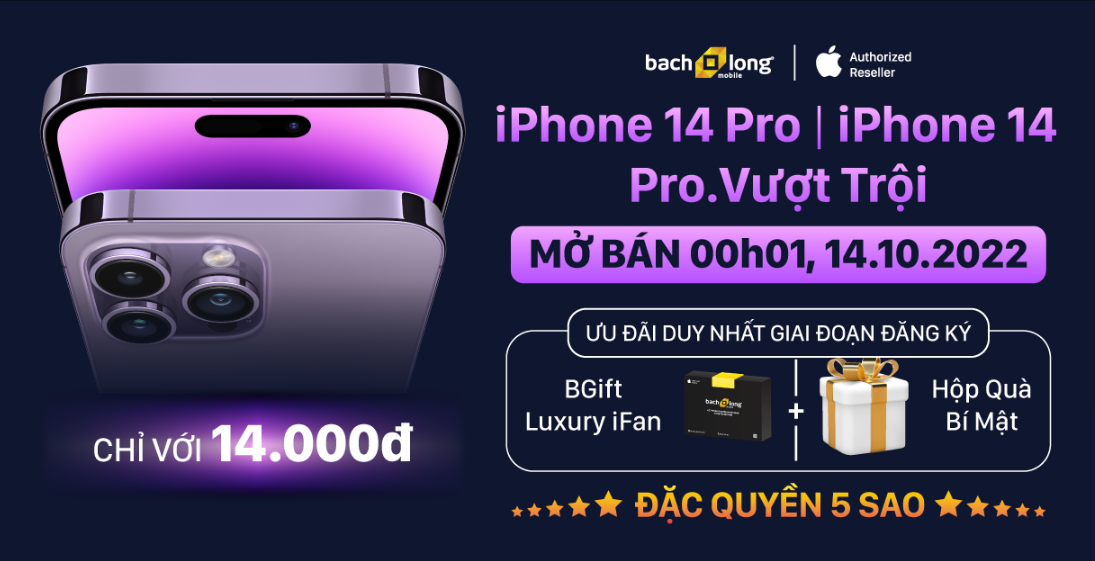 bach long
mobile
Authorized
Reseller
iPhone 14 Pro | iPhone 14
Pro.Vượt Trội
MỞ BÁN 00h01, 14.10.2022
ƯU ĐÃI DUY NHẤT GIAI ĐOẠN ĐĂNG KÝ
BGift
Luxury iFan
bach long
+
Hộp Quà
Bí Mật
CHỈ VỚI 14.000đ
ĐẶC QUYỀN 5 SAO